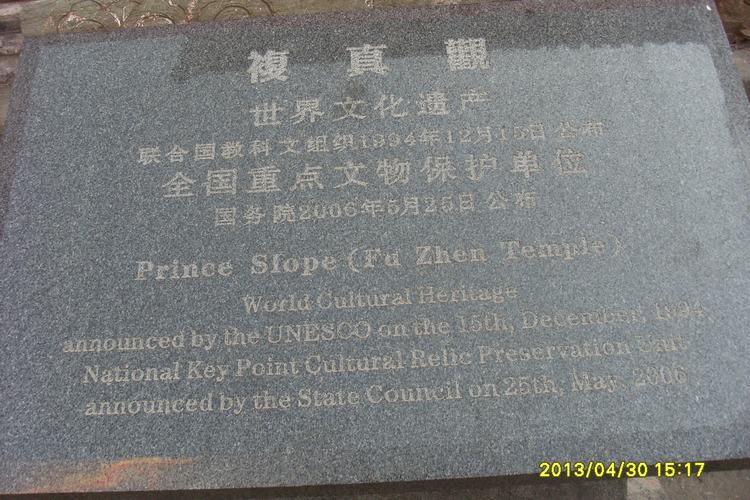 複真觀
世界文化遗产
联合国教科文组织1994年12月15日公布
全国重点文物保护单位
国务院2006年5月25日公布
Prince Slope (Fu Zhen Temple)
World Cultural Heritage
announced by the UNESCO on the 15th, December, 1994
National Key Point Cultural Relic Preservation Unit
announced by the State Council on 25th, May, 2006
2013/04/30 15:17